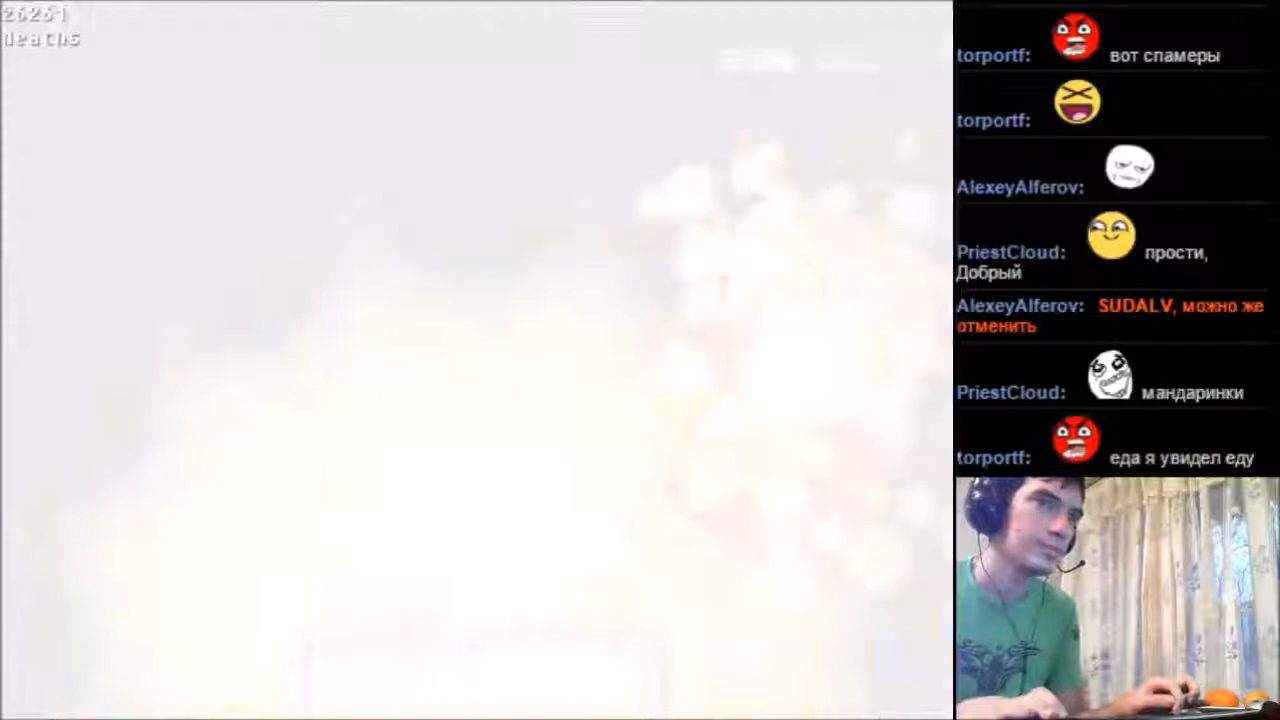 26261
deaths
torportf: вот спамеры
torportf:
AlexeyAlferov:
PriestCloud: прости,
Добрый
AlexeyAlferov: SUDALV, можно же
отменить
PriestCloud: мандаринки
torportf: еда я увидел еду